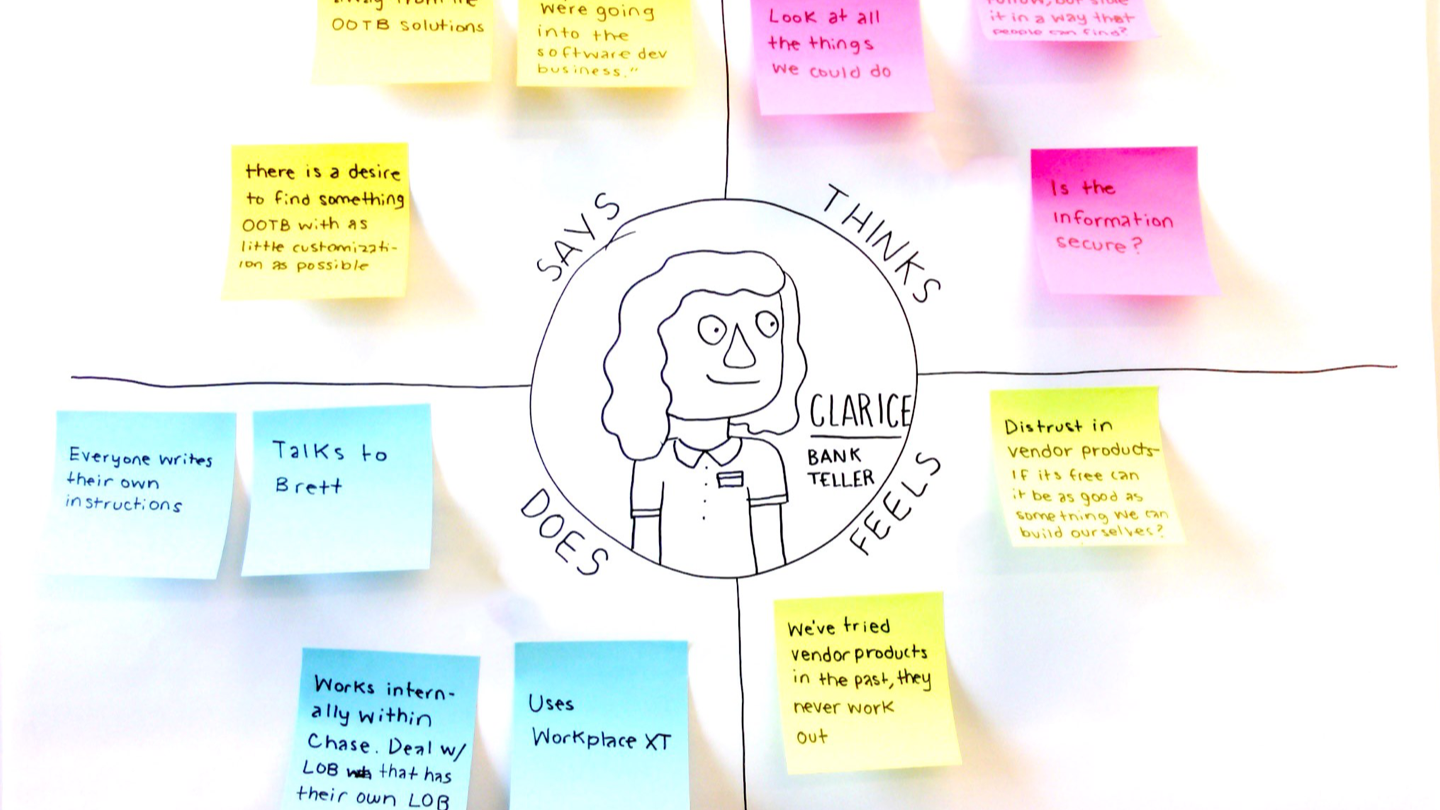 OOTB solutions
were going
into the
software dev
business."
Look at all
the things
we could do
it in a way that
people can find?
there is a desire
to find something
OOTB with as
little customizati-
ion as possible
Is the
information
secure?
SAYS
THINKS
DOES
FEELS
CLARICE
BANK
TELLER
Everyone writes
their own
instructions
Talks to
Brett
Works intern-
ally within
Chase. Deal w/
LOB that has
their own LOB
Uses
Workplace XT
Distrust in
vendor products-
If its free can
it be as good as
something we can
build ourselves?
We've tried
vendor products
in the past, they
never work
out